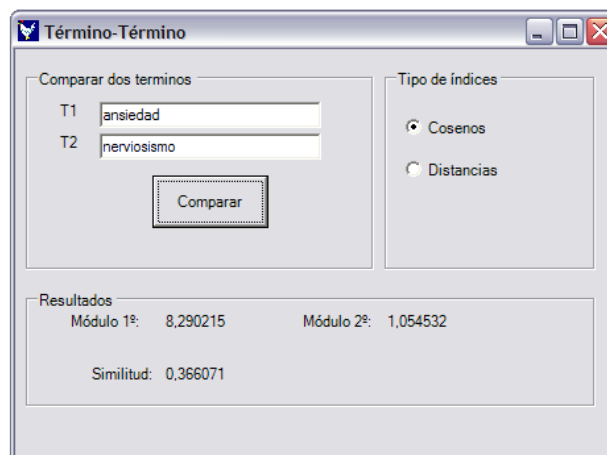 Término-Término
Comparar dos terminos
T1 ansiedad
T2 nerviosismo
Comparar
Tipo de índices
Cosenos
Distancias
Resultados
Módulo 1º: 8,290215 Módulo 2º: 1,054532
Similitud: 0,366071